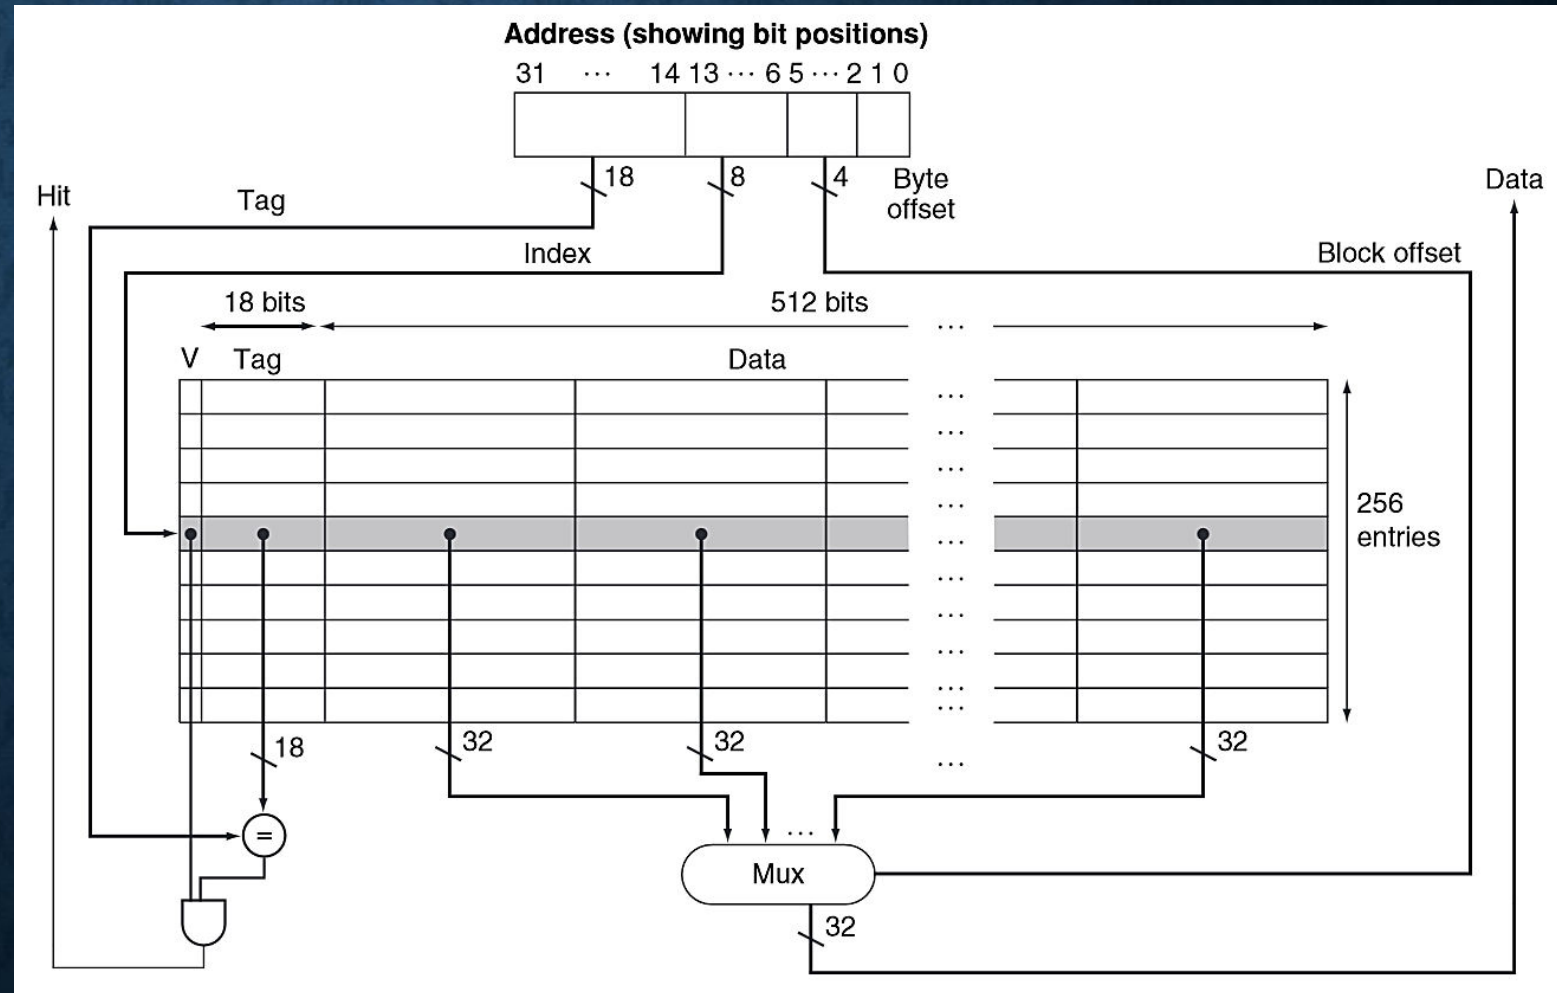 Address (showing bit positions)
31 ... 14 13 ... 6 5 ... 2 1 0
18 8 4 Byte
offset
Hit
Tag
Data
Index
Block offset
18 bits
512 bits
...
V Tag Data
...
...
...
...
...
...
...
...
...
...
256
entries
18 32 32 ... 32
=
...
Mux
32